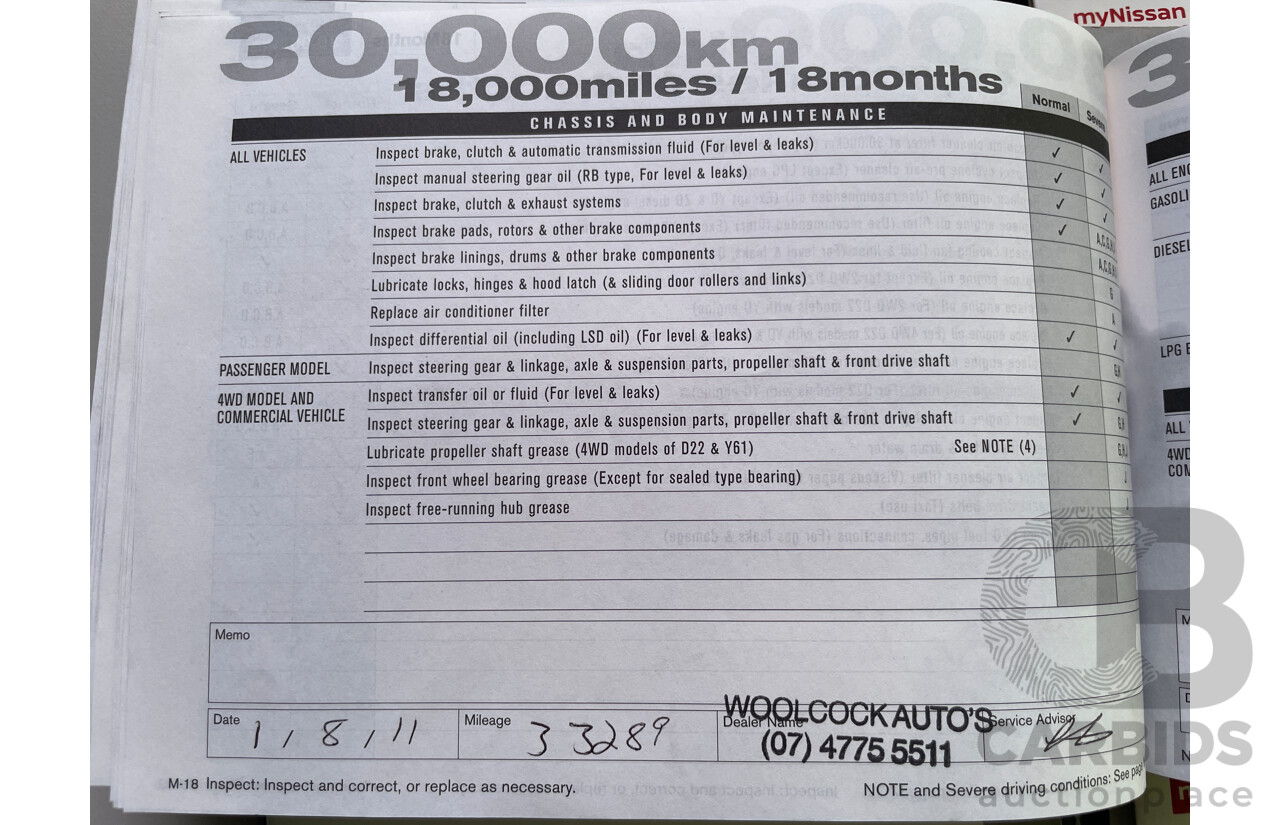 myNissan
30,000km
18,000miles / 18months
Normal
Severe
CHASSIS AND BODY MAINTENANCE
ALL VEHICLES Inspect brake, clutch & automatic transmission fluid (For level & leaks) ✓ ✓
Inspect manual steering gear oil (RB type, For level & leaks) ✓ ✓
Inspect brake, clutch & exhaust systems ✓ ✓
Inspect brake pads, rotors & other brake components ✓ A,C,G,H
Inspect brake linings, drums & other brake components A,C,G,
Lubricate locks, hinges & hood latch (& sliding door rollers and links) G
Replace air conditioner filter A
Inspect differential oil (including LSD oil) (For level & leaks) ✓ ✓
PASSENGER MODEL Inspect steering gear & linkage, axle & suspension parts, propeller shaft & front drive shaft G,H
4WD MODEL AND Inspect transfer oil or fluid (For level & leaks) ✓ ✓
COMMERCIAL VEHICLE Inspect steering gear & linkage, axle & suspension parts, propeller shaft & front drive shaft ✓ G,H
Lubricate propeller shaft grease (4WD models of D22 & Y61) See NOTE (4) G,H,J
Inspect front wheel bearing grease (Except for sealed type bearing) J
Inspect free-running hub grease
Memo
Date 1/8/11 Mileage 33289 Dealer Name Service Advisor
WOOLCOCK AUTO'S
(07) 4775 5511
M-18 Inspect: Inspect and correct, or replace as necessary.
NOTE and Severe driving conditions: See page
3
ALL ENG
GASOLI
DIESEL
LPG E
ALL
4WD
COM
CARBIDS
auctionplace